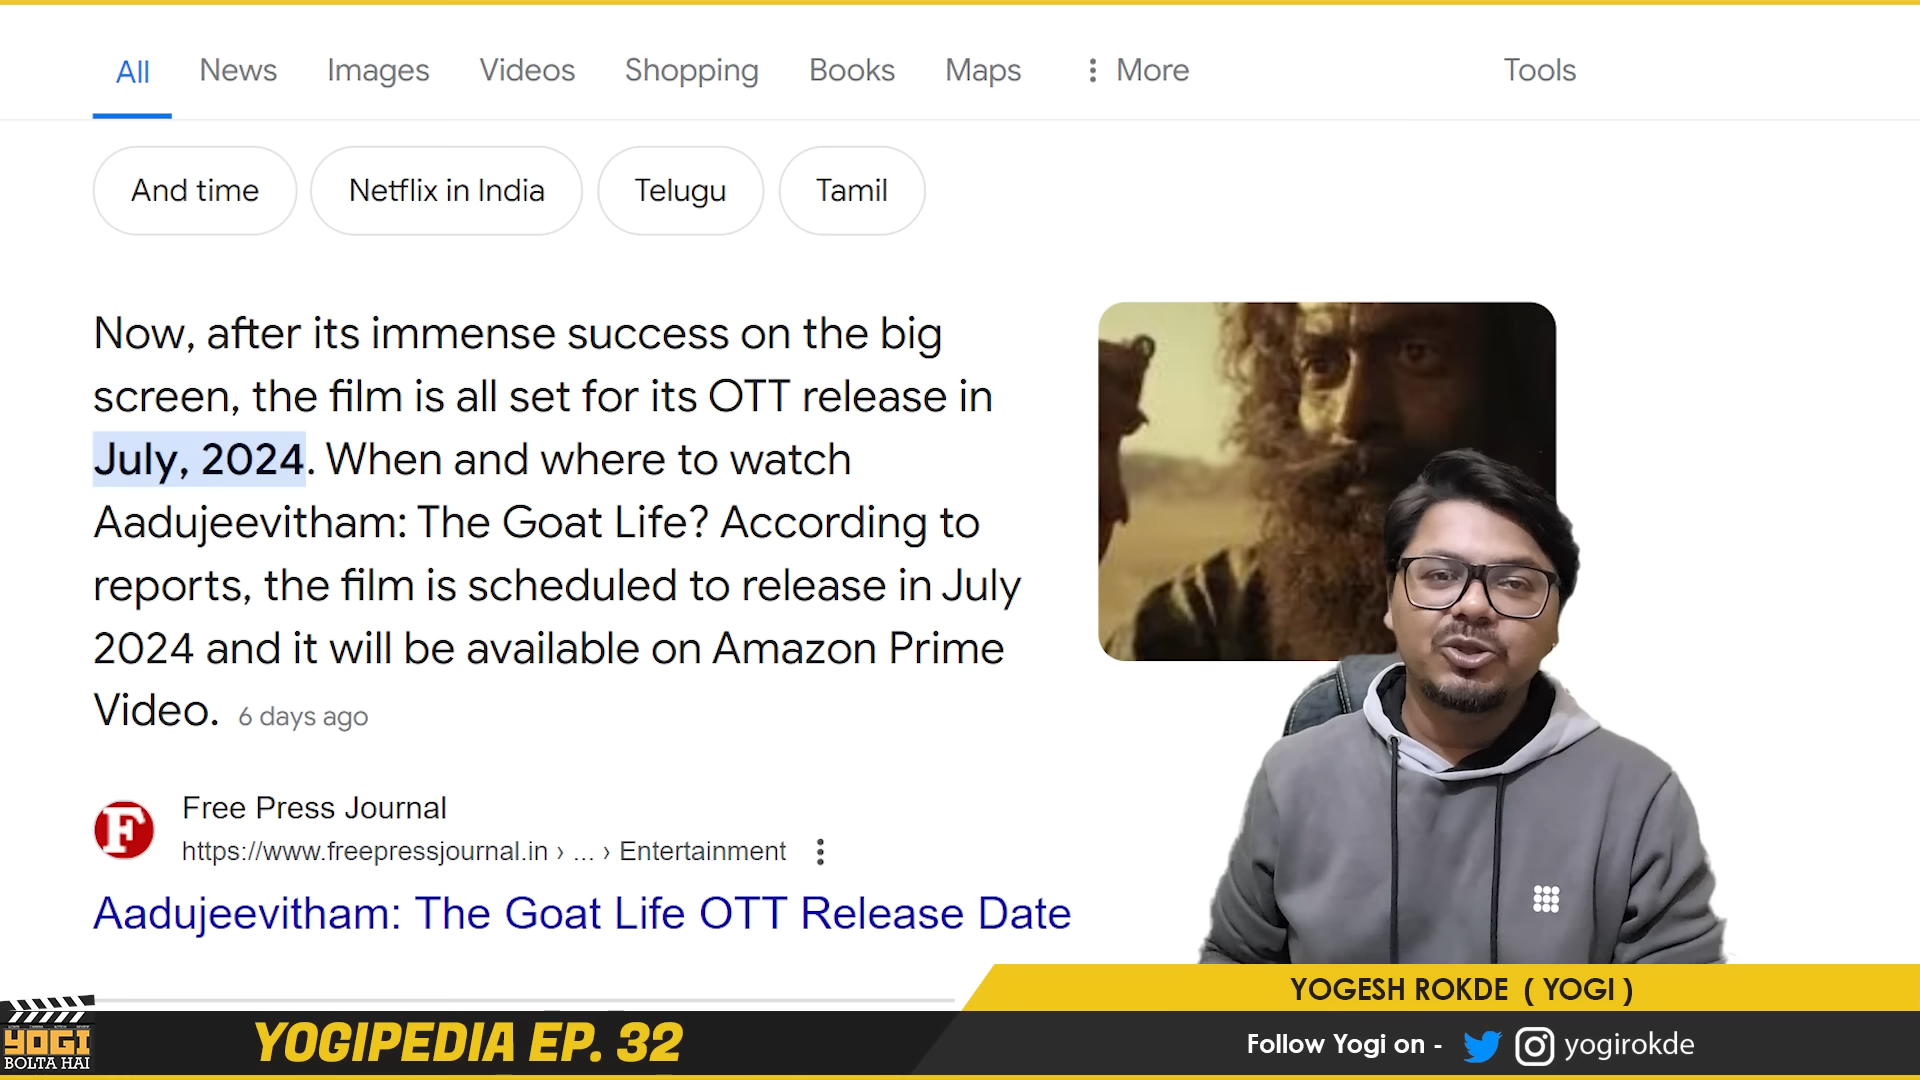 All News Images Videos Shopping Books Maps More Tools
And time Netflix in India Telugu Tamil
Now, after its immense success on the big
screen, the film is all set for its OTT release in
July, 2024. When and where to watch
Aadujeevitham: The Goat Life? According to
reports, the film is scheduled to release in July
2024 and it will be available on Amazon Prime
Video. 6 days ago
F
Free Press Journal
https://www.freepressjournal.in › ... › Entertainment
Aadujeevitham: The Goat Life OTT Release Date
YOGESH ROKDE ( YOGI )
YOGI
BOLTA HAI
YOGIPEDIA EP. 32
Follow Yogi on - yogirokde